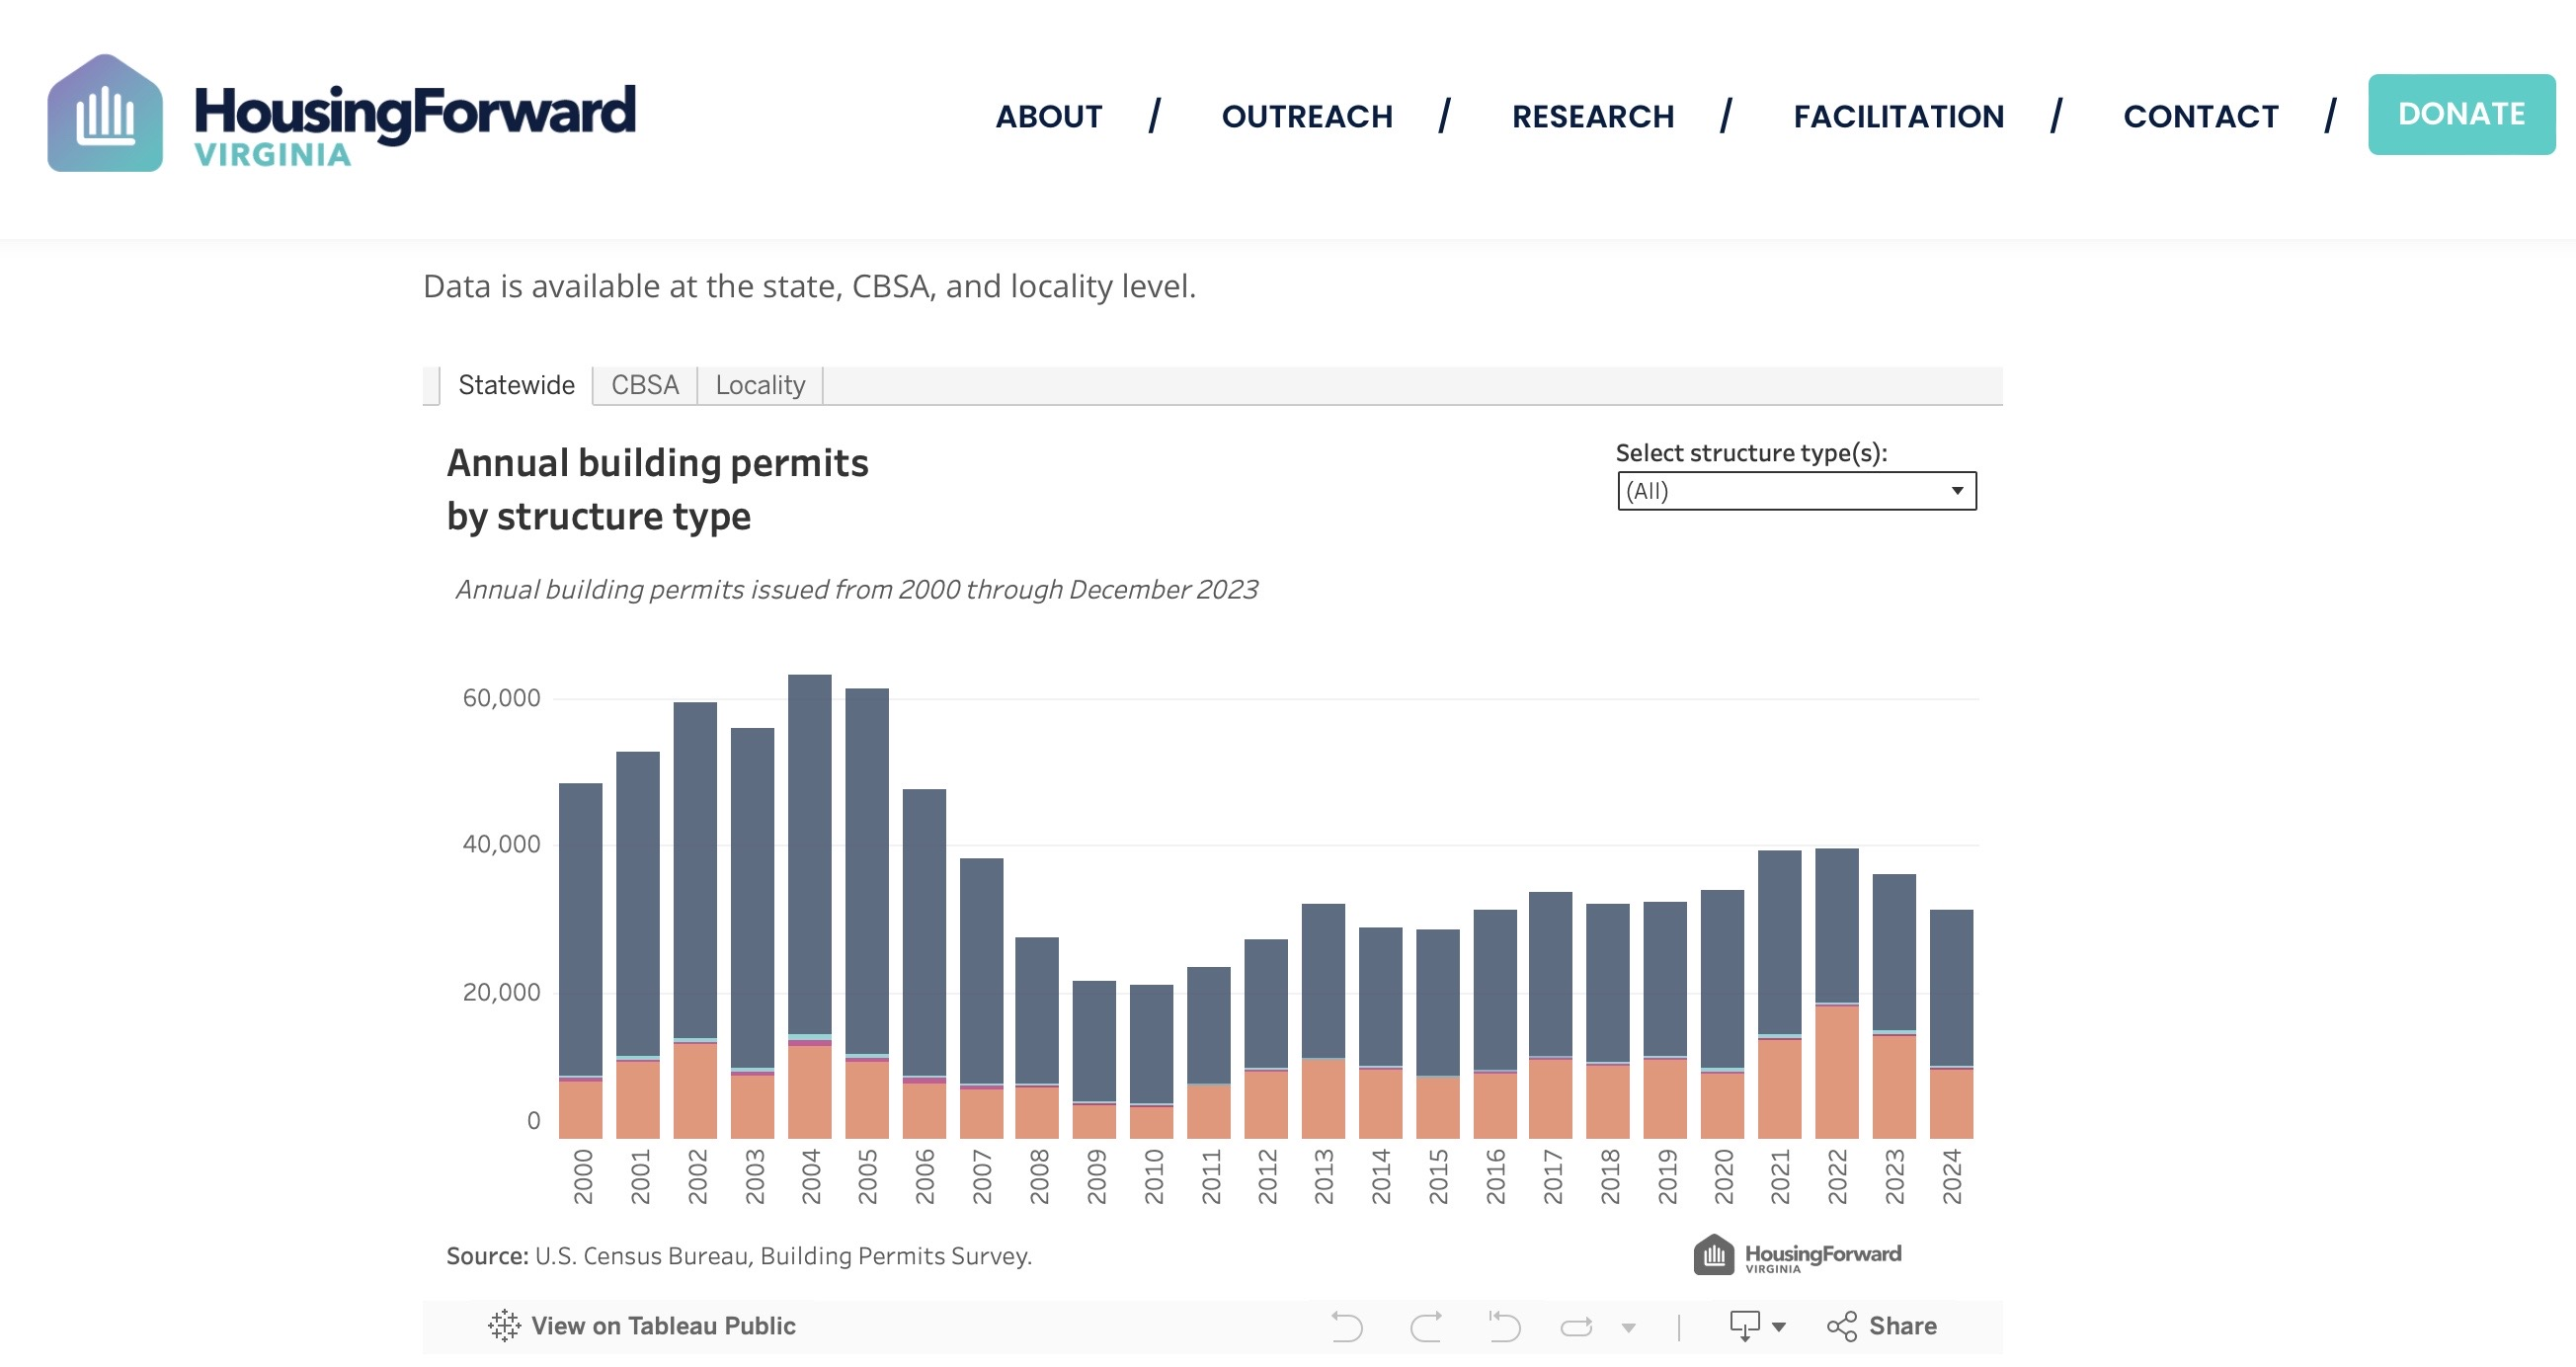 HousingForward
VIRGINIA
ABOUT / OUTREACH / RESEARCH / FACILITATION / CONTACT / DONATE
Data is available at the state, CBSA, and locality level.
Statewide CBSA Locality
Annual building permits
by structure type
Select structure type(s):
(All)
Annual building permits issued from 2000 through December 2023
60,000
40,000
20,000
0
2000 2001 2002 2003 2004 2005 2006 2007 2008 2009 2010 2011 2012 2013 2014 2015 2016 2017 2018 2019 2020 2021 2022 2023 2024
Source: U.S. Census Bureau, Building Permits Survey.
HousingForward
VIRGINIA
View on Tableau Public
Share